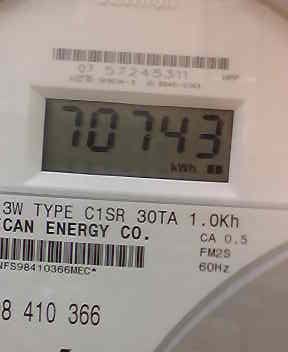 07 57245311
70743
kWh
3W TYPE C1SR 30TA 1.0Kh
CAN ENERGY CO.
CA 0.5
FM2S
NFS98410366MEC*
60Hz
8 410 366